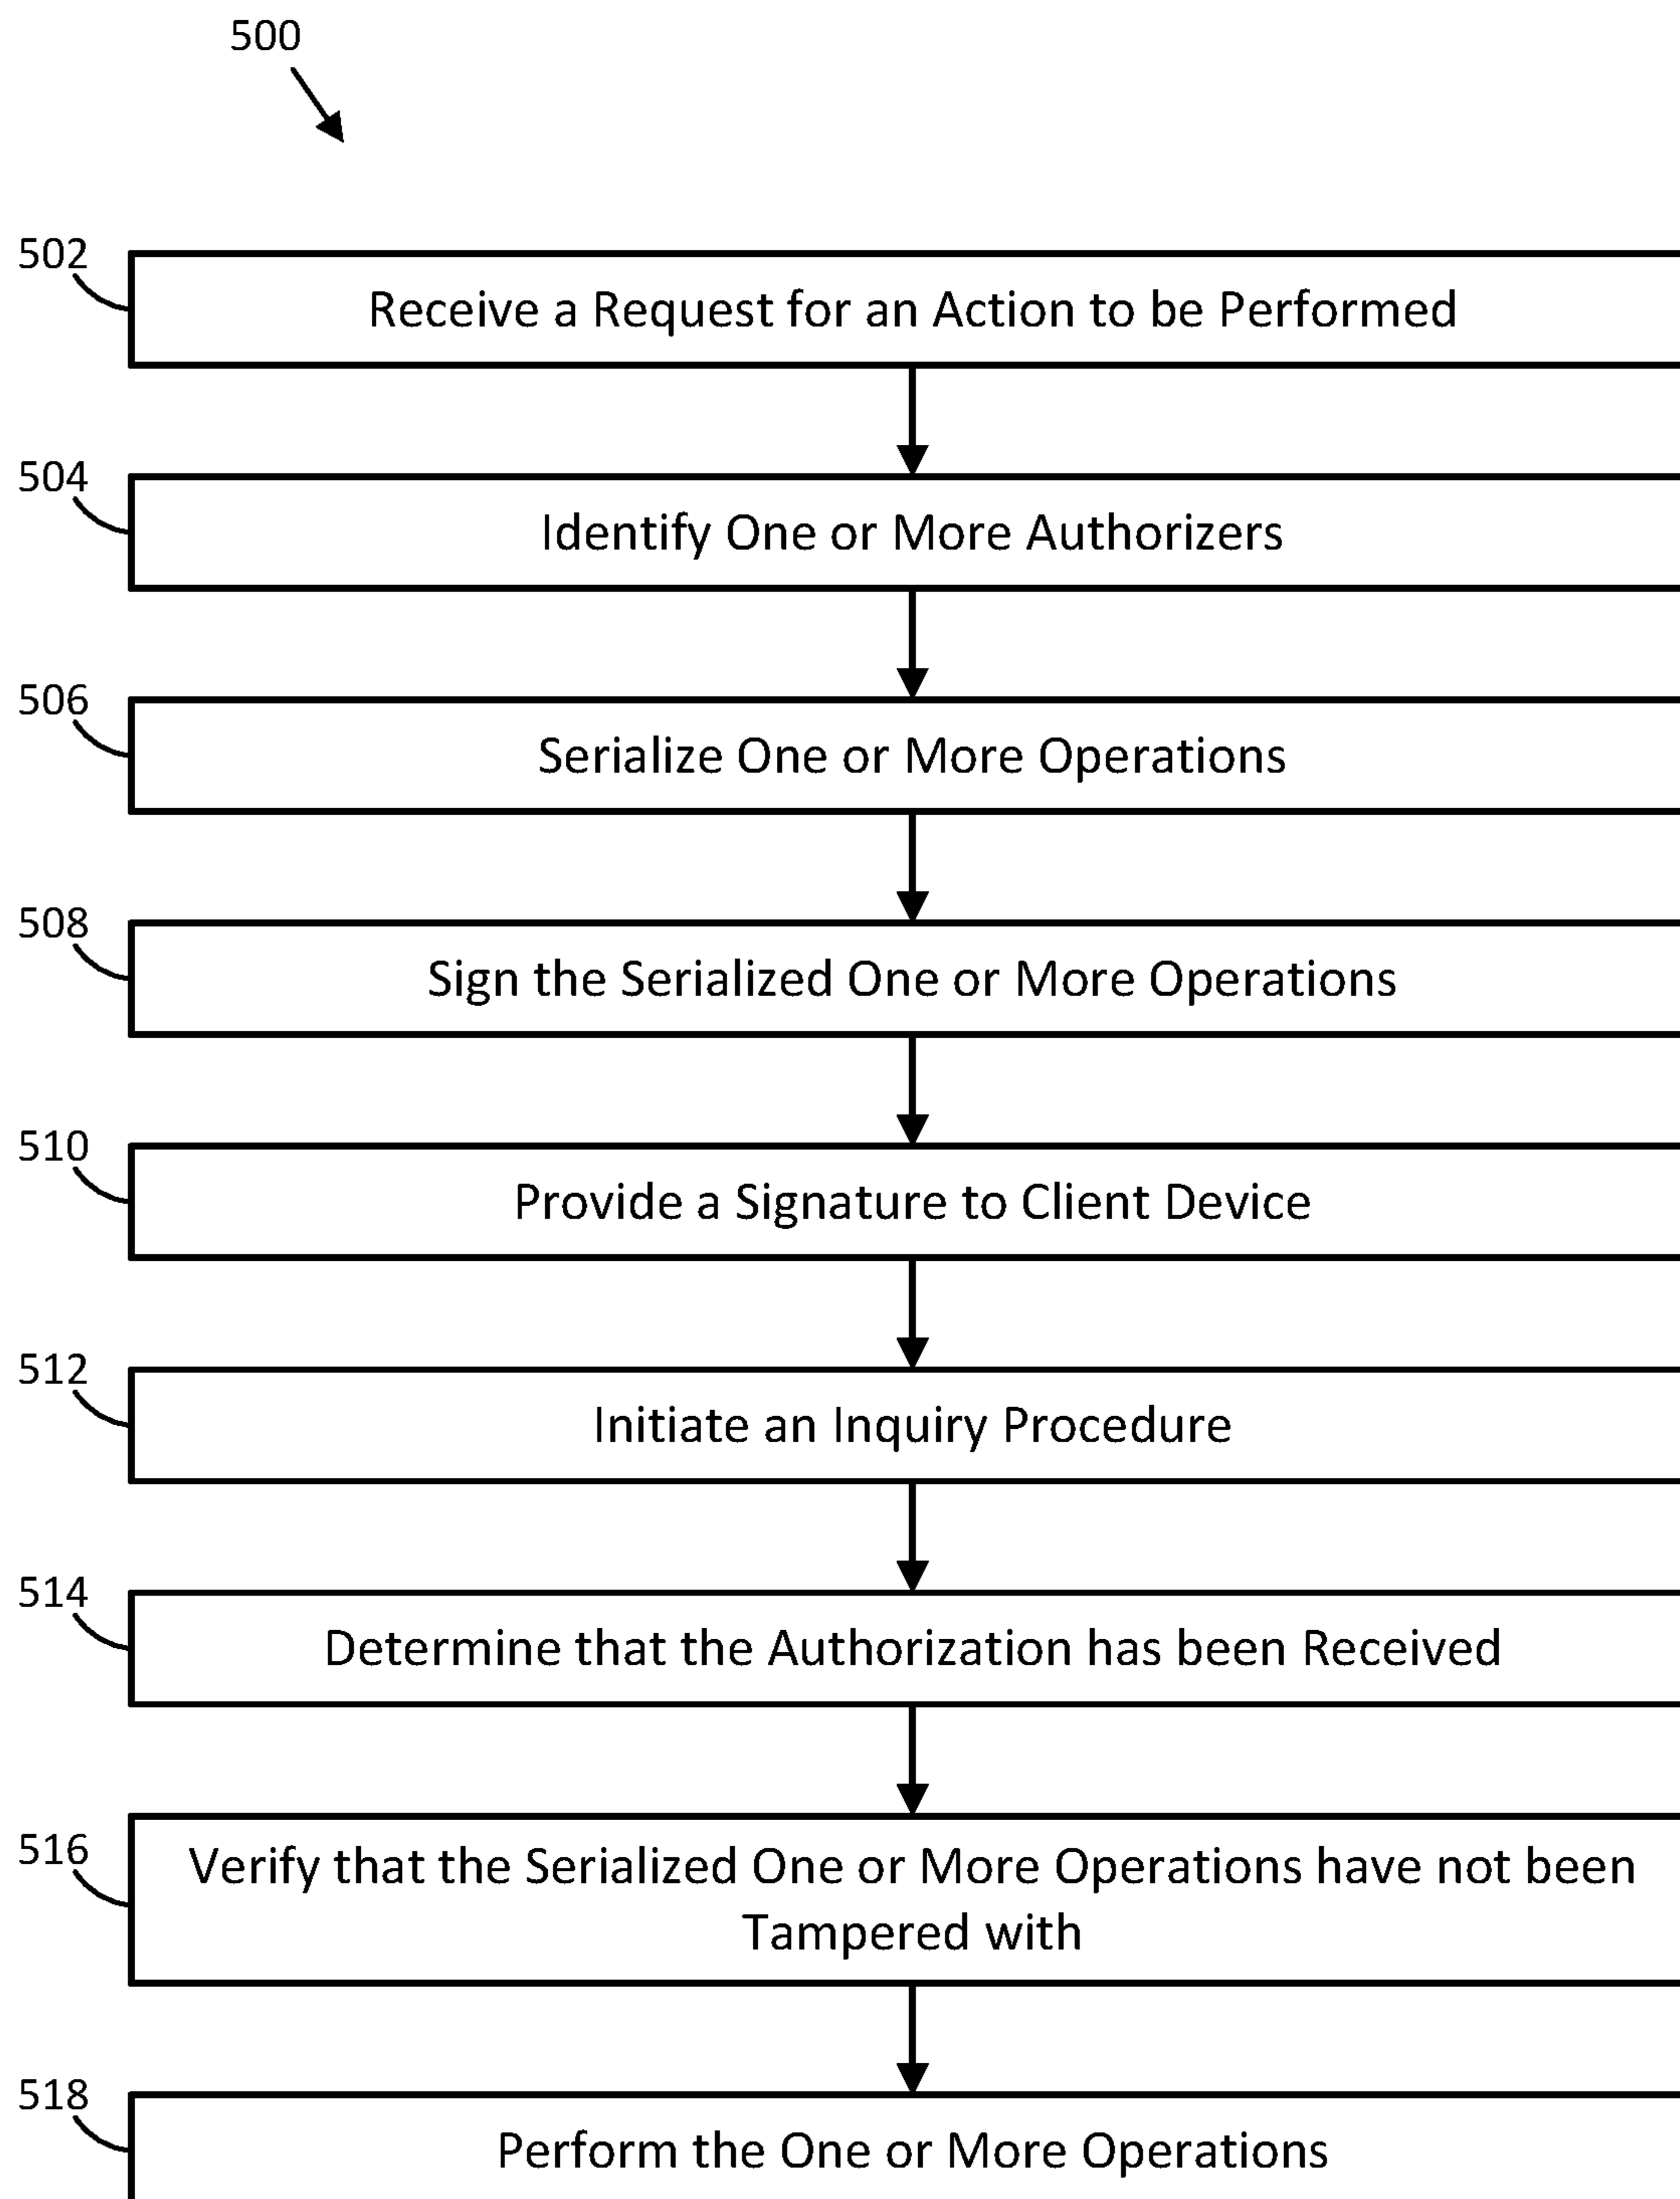 500
502
Receive a Request for an Action to be Performed
504
Identify One or More Authorizers
506
Serialize One or More Operations
508
Sign the Serialized One or More Operations
510
Provide a Signature to Client Device
512
Initiate an Inquiry Procedure
514
Determine that the Authorization has been Received
516
Verify that the Serialized One or More Operations have not been
Tampered with
518
Perform the One or More Operations